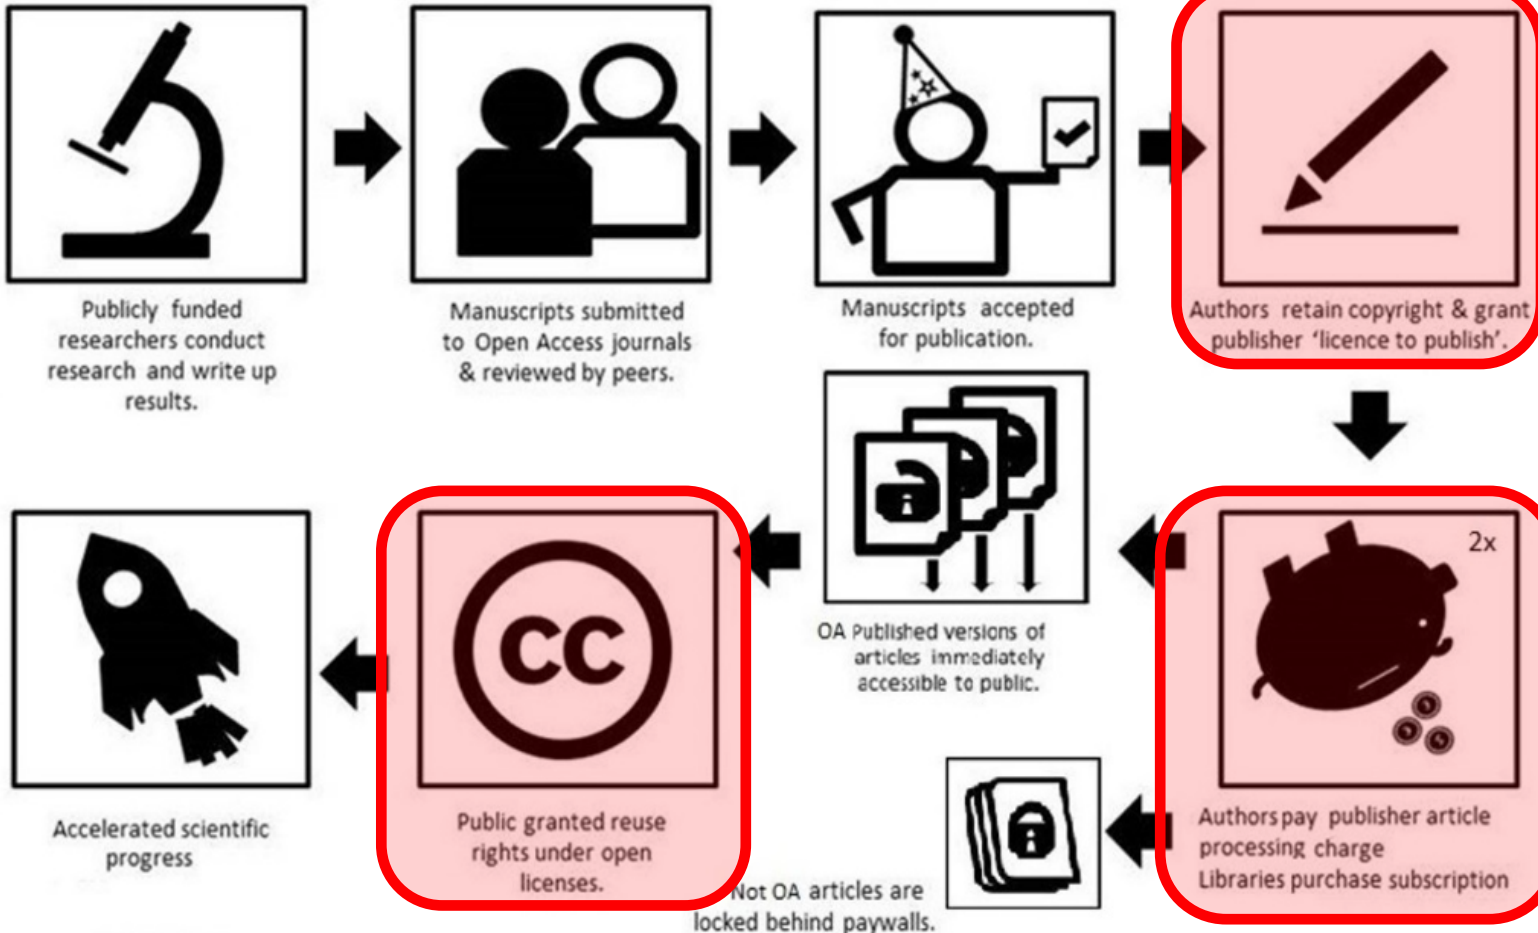 Publicly funded
researchers conduct
research and write up
results.
Manuscripts submitted
to Open Access journals
& reviewed by peers.
Manuscripts accepted
for publication.
Authors retain copyright & grant
publisher ‘licence to publish’.
2x
Authors pay publisher article
processing charge
Libraries purchase subscription
OA Published versions of
articles immediately
accessible to public.
Not OA articles are
locked behind paywalls.
CC
Public granted reuse
rights under open
licenses.
Accelerated scientific
progress